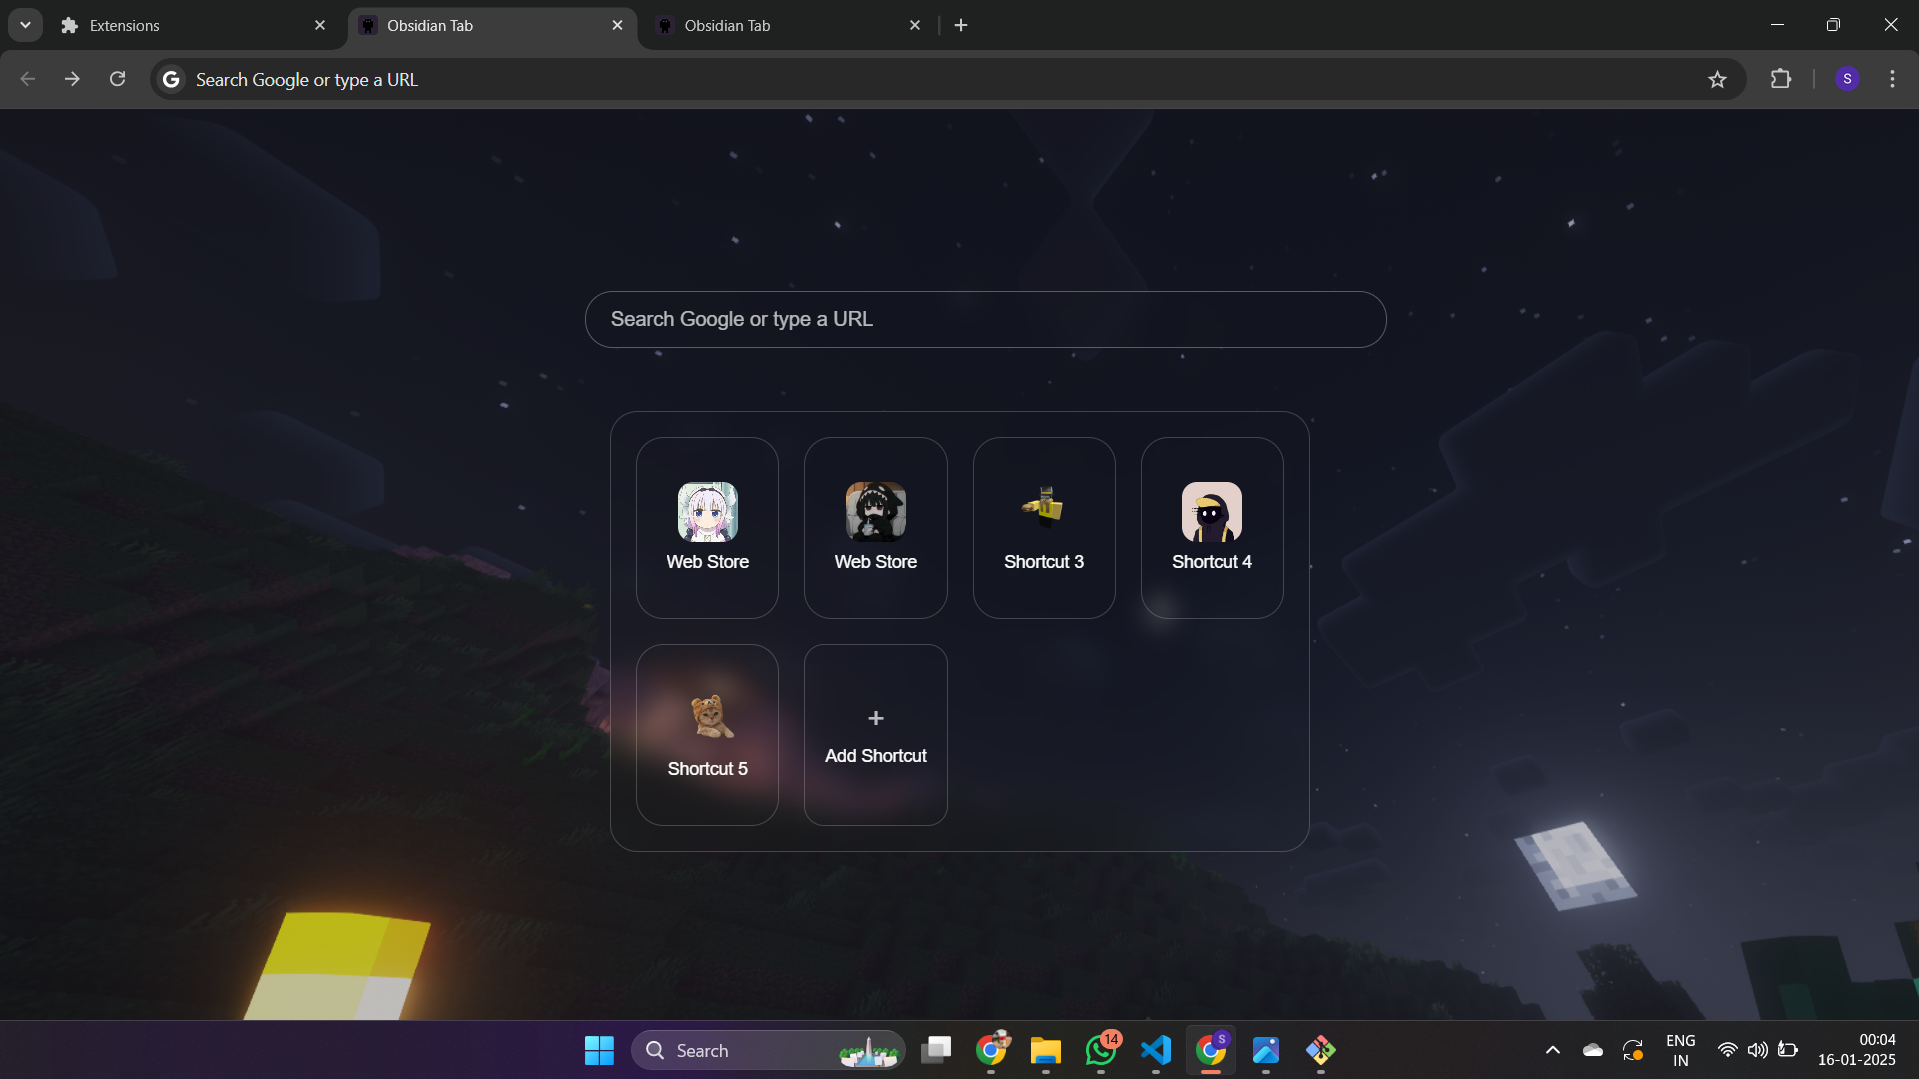 Extensions
Obsidian Tab
Obsidian Tab
Search Google or type a URL
S
Search Google or type a URL
Web Store
Web Store
Shortcut 3
Shortcut 4
Shortcut 5
+
Add Shortcut
Search
14
S
ENG
IN
00:04
16-01-2025